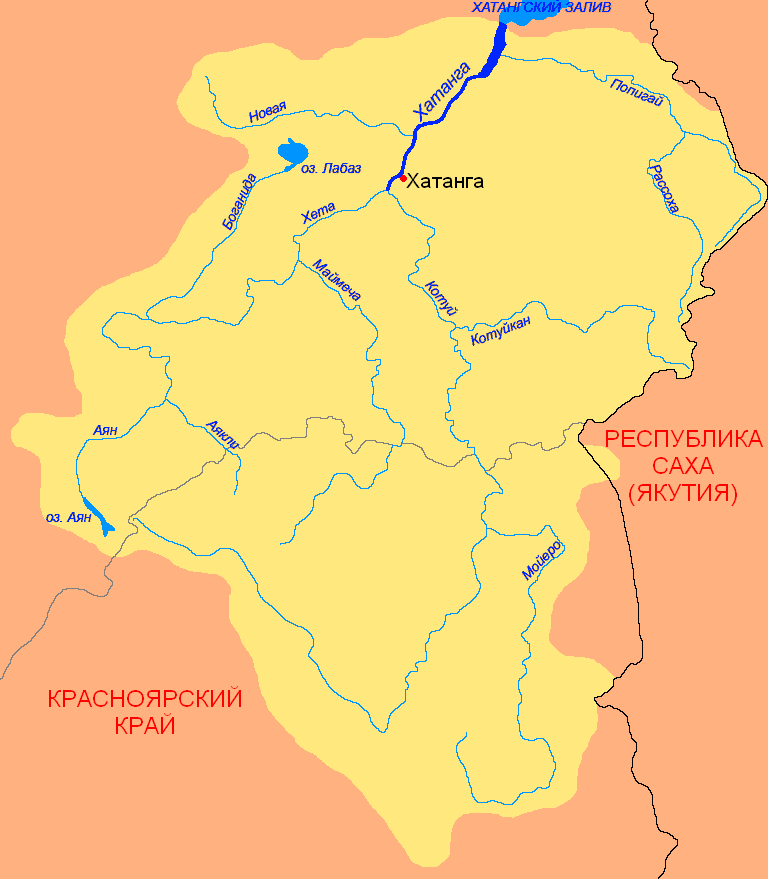 ХАТАНГСКИЙ ЗАЛИВ
Хатанга
Попигай
Новая
оз. Лабаз
Рассоха
Хатанга
Боганида
Хета
Маймеча
Котуй
Котуйкан
Аян
Аякли
РЕСПУБЛИКА
САХА
(ЯКУТИЯ)
оз. Аян
Мойеро
КРАСНОЯРСКИЙ
КРАЙ